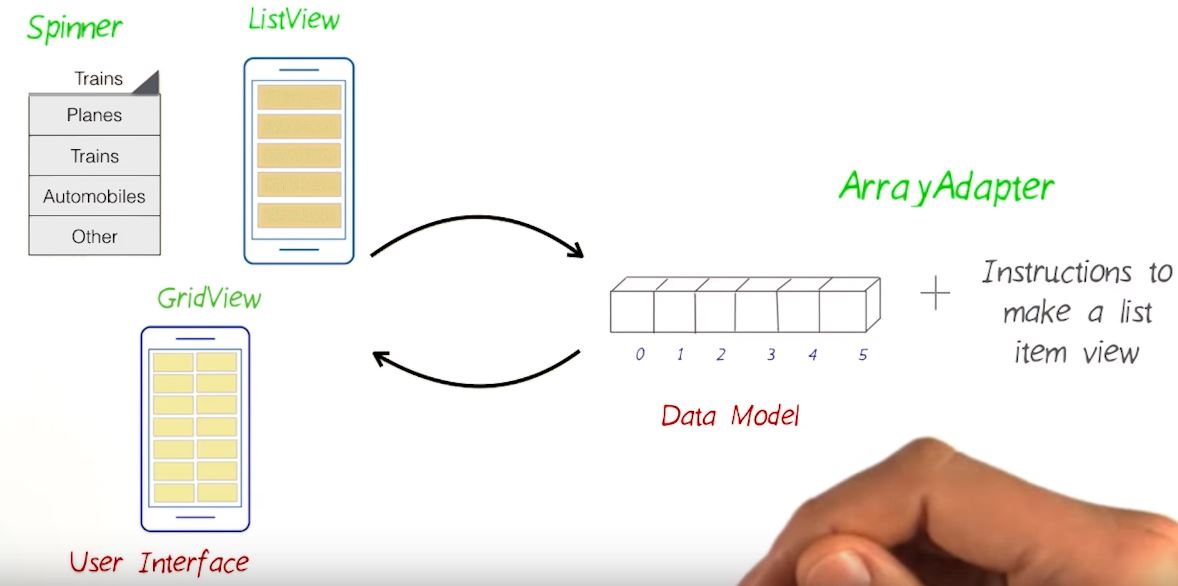 Spinner
ListView
Trains
Planes
Trains
Automobiles
Other
GridView
User Interface
ArrayAdapter
Instructions to
make a list
item view
0 1 2 3 4 5
Data Model